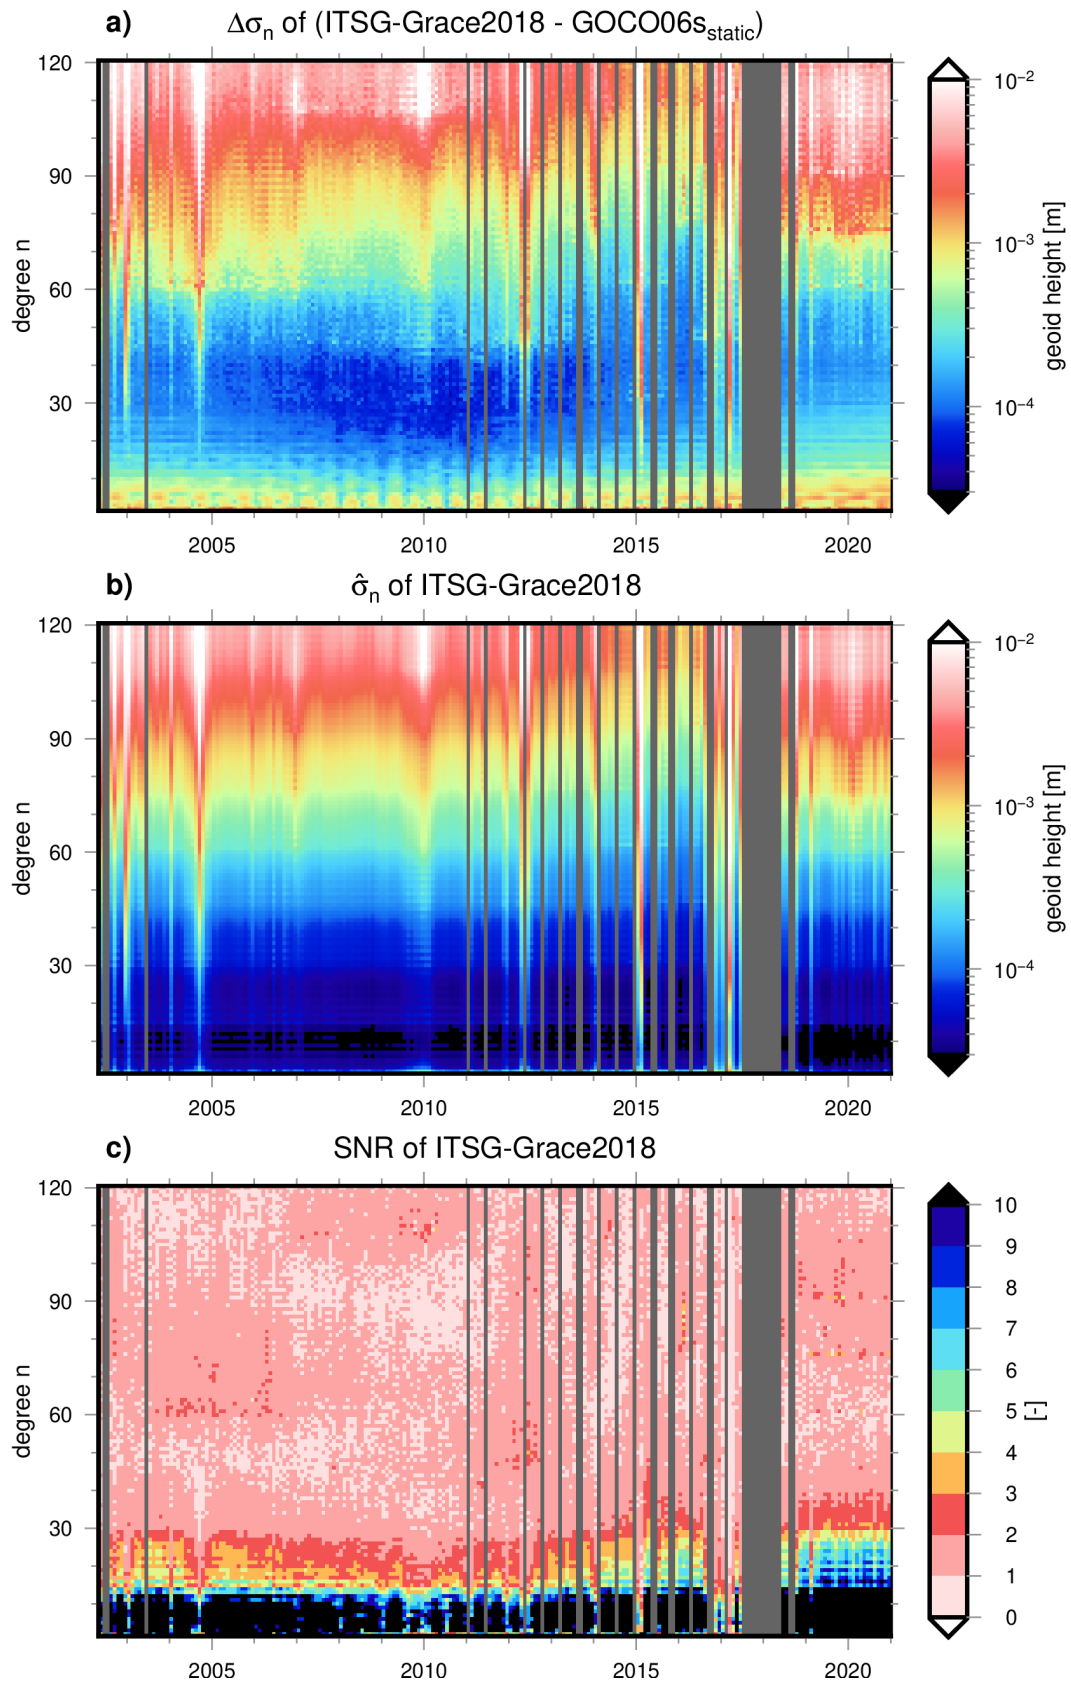 a) Δσn of (ITSG-Grace2018 - GOCO06sstatic)
120
90
60
30
degree n
2005 2010 2015 2020
10−2
10−3
10−4
geoid height [m]
b) σ̂n of ITSG-Grace2018
120
90
60
30
degree n
2005 2010 2015 2020
10−2
10−3
10−4
geoid height [m]
c) SNR of ITSG-Grace2018
120
90
60
30
degree n
2005 2010 2015 2020
10
9
8
7
6
5
4
3
2
1
0
[-]